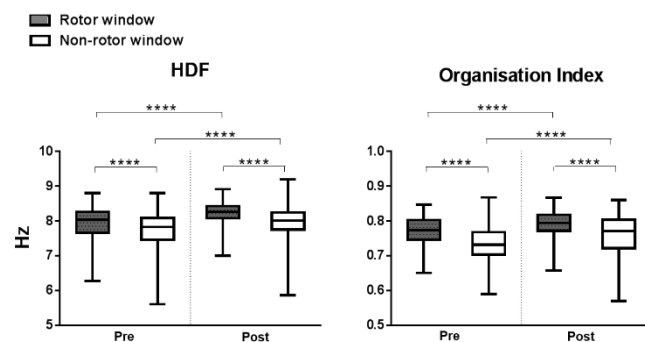 Rotor window
Non-rotor window
HDF
****
****
****
****
Hz
10
9
8
7
6
5
Pre
Post
Organisation Index
****
****
****
****
1.0
0.9
0.8
0.7
0.6
0.5
Pre
Post